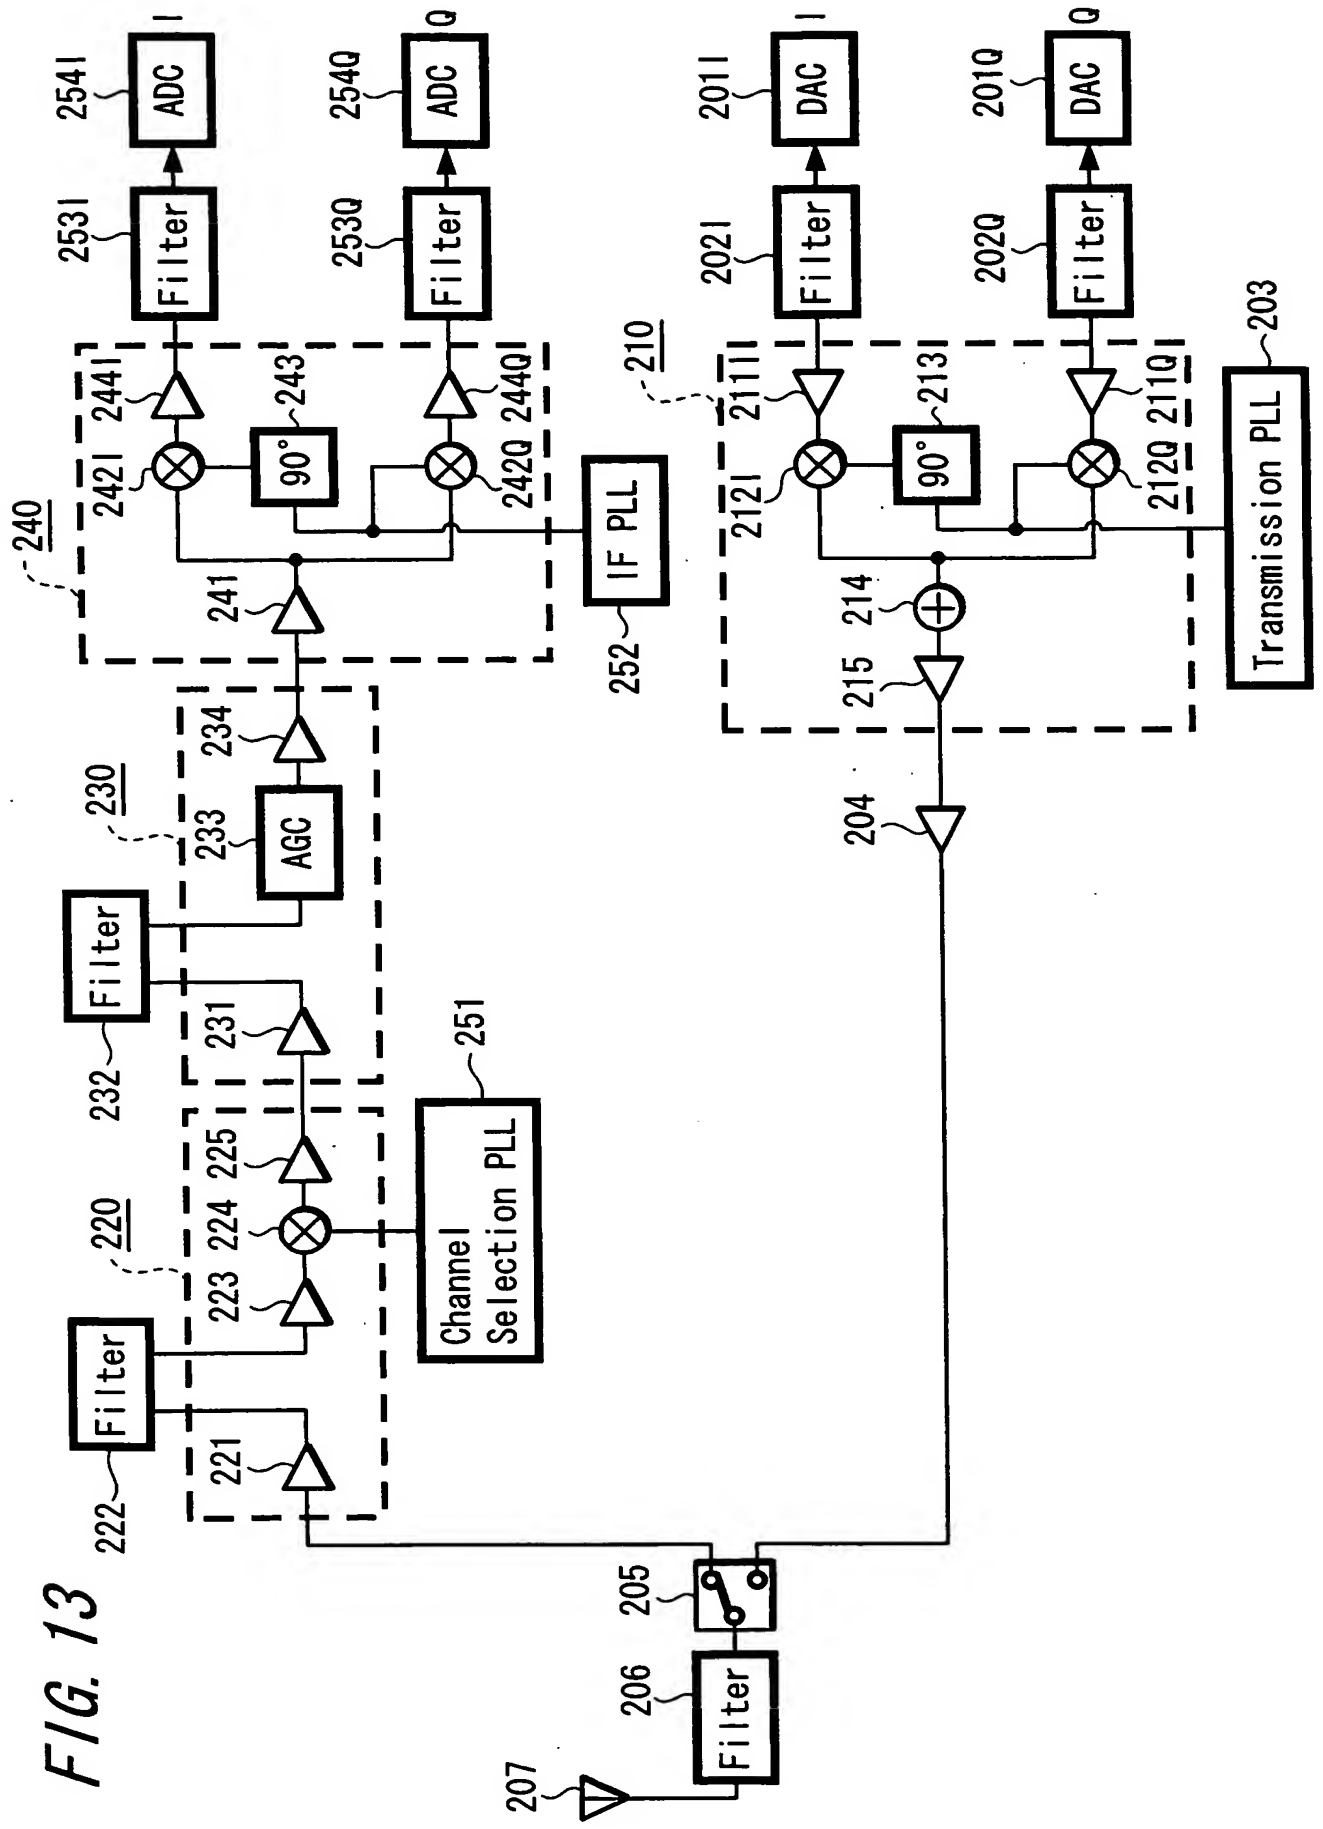 FIG. 13
207
206
Filter
205
222
Filter
220
221
223
224
225
Channel
Selection PLL
251
232
Filter
230
231
233
AGC
234
240
241
242I
244I
90°
243
242Q
244Q
252
IF PLL
253I
Filter
254I
ADC
I
253Q
Filter
254Q
ADC
Q
204
210
215
214
212I
211I
90°
213
212Q
211Q
Transmission PLL
203
202I
Filter
201I
DAC
I
202Q
Filter
201Q
DAC
Q